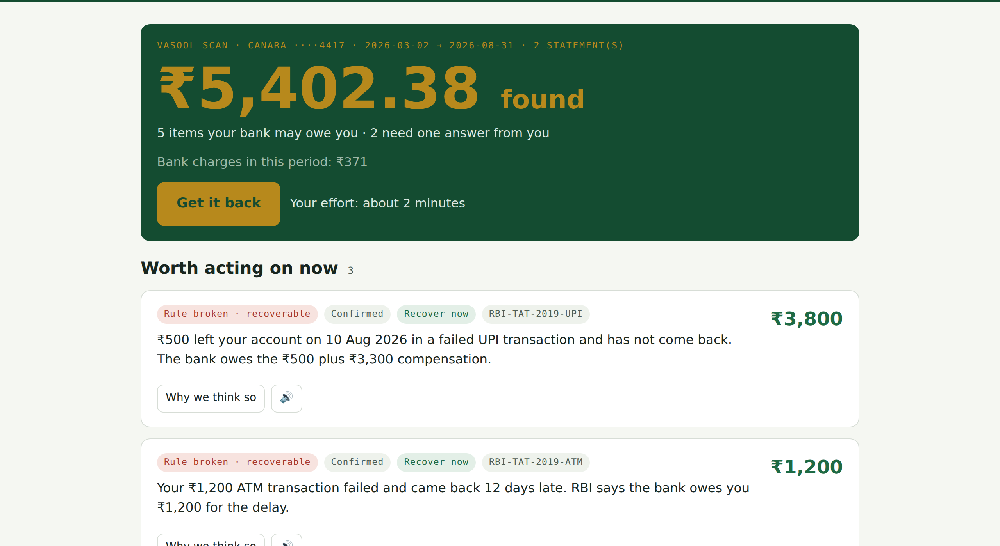 VASOOL SCAN · CANARA ····4417 · 2026-03-02 → 2026-08-31 · 2 STATEMENT(S)
₹5,402.38 found
5 items your bank may owe you · 2 need one answer from you
Bank charges in this period: ₹371
Get it back
Your effort: about 2 minutes
Worth acting on now 3
Rule broken · recoverable Confirmed Recover now RBI-TAT-2019-UPI
₹3,800
₹500 left your account on 10 Aug 2026 in a failed UPI transaction and has not come back.
The bank owes the ₹500 plus ₹3,300 compensation.
Why we think so
Rule broken · recoverable Confirmed Recover now RBI-TAT-2019-ATM
₹1,200
Your ₹1,200 ATM transaction failed and came back 12 days late. RBI says the bank owes you
₹1,200 for the delay.
Why we think so